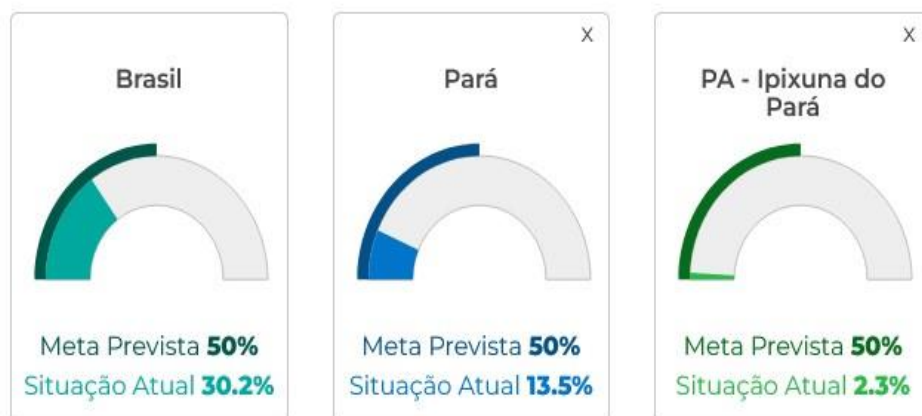 Brasil
Meta Prevista 50%
Situação Atual 30.2%
X
Pará
Meta Prevista 50%
Situação Atual 13.5%
X
PA - Ipixuna do
Pará
Meta Prevista 50%
Situação Atual 2.3%